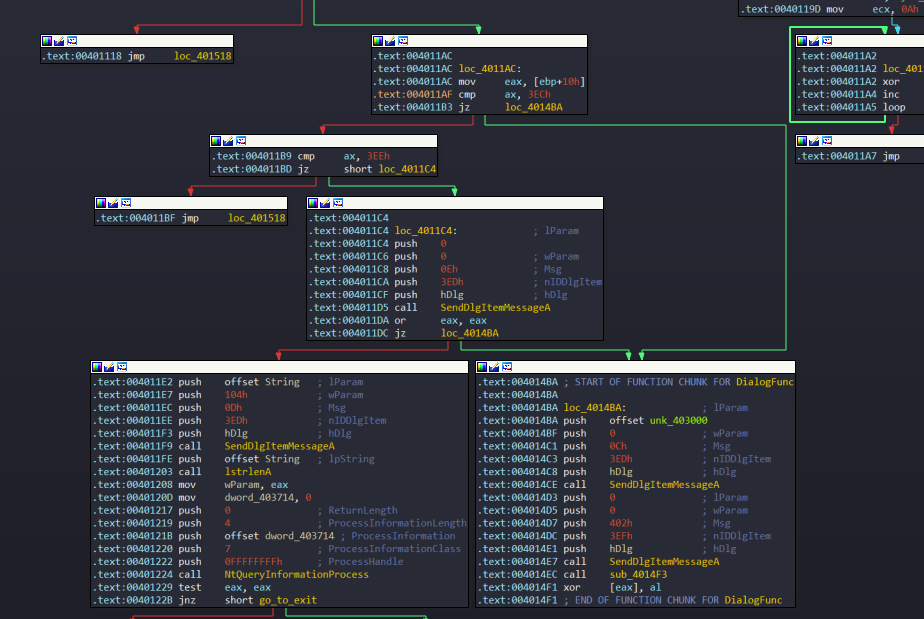 .text:0040119D mov ecx, 0Ah
.text:00401118 jmp loc_401518
.text:004011AC
.text:004011AC loc_4011AC:
.text:004011AC mov eax, [ebp+10h]
.text:004011AF cmp ax, 3ECh
.text:004011B3 jz loc_4014BA
.text:004011A2
.text:004011A2 loc_401
.text:004011A2 xor
.text:004011A4 inc
.text:004011A5 loop
.text:004011B9 cmp ax, 3EEh
.text:004011BD jz short loc_4011C4
.text:004011A7 jmp
.text:004011BF jmp loc_401518
.text:004011C4
.text:004011C4 loc_4011C4: ; lParam
.text:004011C4 push 0
.text:004011C6 push 0 ; wParam
.text:004011C8 push 0Eh ; Msg
.text:004011CA push 3EDh ; nIDDlgItem
.text:004011CF push hDlg ; hDlg
.text:004011D5 call SendDlgItemMessageA
.text:004011DA or eax, eax
.text:004011DC jz loc_4014BA
.text:004011E2 push offset String ; lParam
.text:004011E7 push 104h ; wParam
.text:004011EC push 0Dh ; Msg
.text:004011EE push 3EDh ; nIDDlgItem
.text:004011F3 push hDlg ; hDlg
.text:004011F9 call SendDlgItemMessageA
.text:004011FE push offset String ; lpString
.text:00401203 call lstrlenA
.text:00401208 mov wParam, eax
.text:0040120D mov dword_403714, 0
.text:00401217 push 0 ; ReturnLength
.text:00401219 push 4 ; ProcessInformationLength
.text:0040121B push offset dword_403714 ; ProcessInformation
.text:00401220 push 7 ; ProcessInformationClass
.text:00401222 push 0FFFFFFFFh ; ProcessHandle
.text:00401224 call NtQueryInformationProcess
.text:00401229 test eax, eax
.text:0040122B jnz short go_to_exit
.text:004014BA ; START OF FUNCTION CHUNK FOR DialogFunc
.text:004014BA
.text:004014BA loc_4014BA: ; lParam
.text:004014BA push offset unk_403000
.text:004014BF push 0 ; wParam
.text:004014C1 push 0Ch ; Msg
.text:004014C3 push 3EDh ; nIDDlgItem
.text:004014C8 push hDlg ; hDlg
.text:004014CE call SendDlgItemMessageA
.text:004014D3 push 0 ; lParam
.text:004014D5 push 0 ; wParam
.text:004014D7 push 402h ; Msg
.text:004014DC push 3EFh ; nIDDlgItem
.text:004014E1 push hDlg ; hDlg
.text:004014E7 call SendDlgItemMessageA
.text:004014EC call sub_4014F3
.text:004014F1 xor [eax], al
.text:004014F1 ; END OF FUNCTION CHUNK FOR DialogFunc